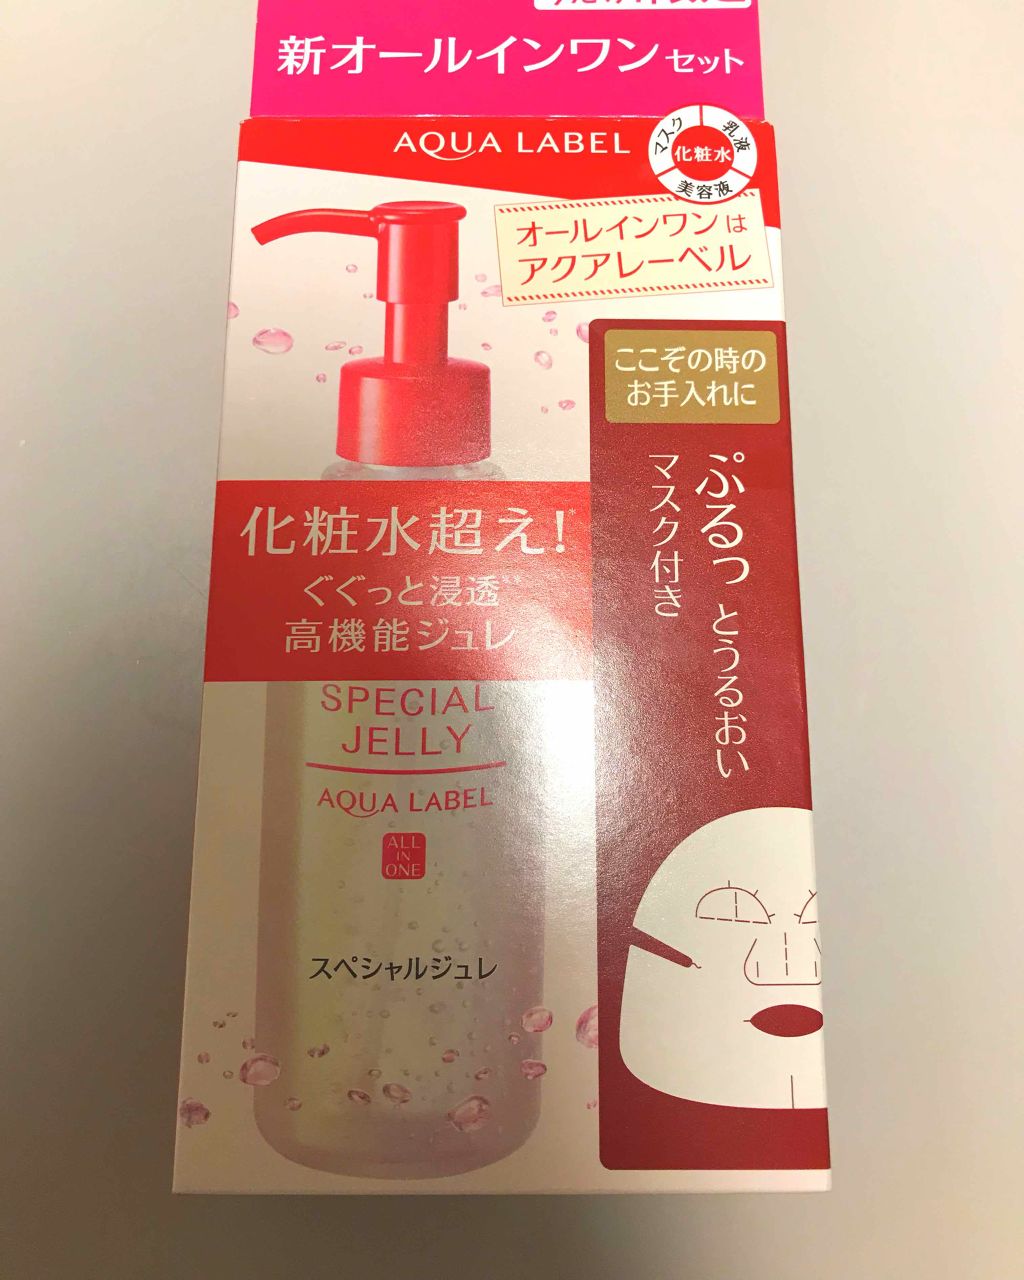 新オールインワンセット
AQUA LABEL
マスク
乳液
化粧水
美容液
オールインワンは
アクアレーベル
ここぞの時の
お手入れに
ぷるっとうるおい
マスク付き
化粧水超え!*
ぐぐっと浸透**
高機能ジュレ
SPECIAL
JELLY
AQUA LABEL
ALL
IN
ONE
スペシャルジュレ